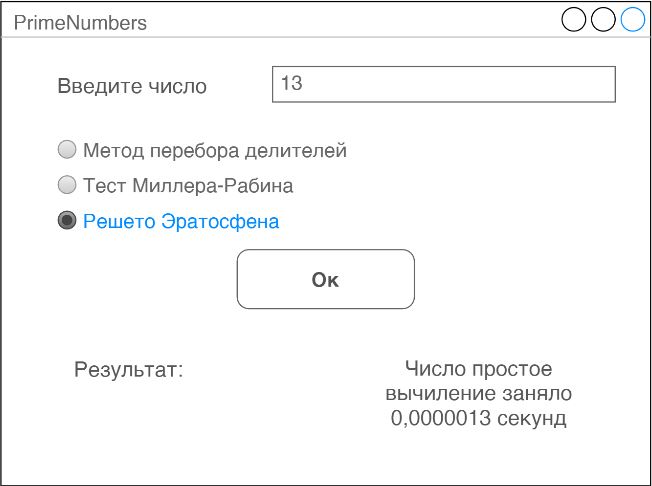 PrimeNumbers
Введите число
13
Метод перебора делителей
Тест Миллера-Рабина
Решето Эратосфена
Ок
Результат:
Число простое
вычиление заняло
0,0000013 секунд